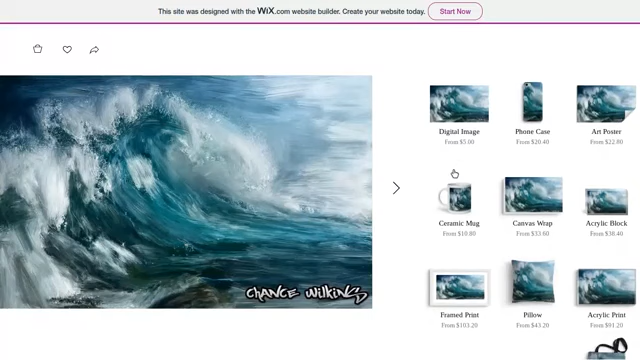 This site was designed with the WiX.com website builder. Create your website today. Start Now
Digital Image
From $3.00
Phone Case
From $20.40
Art Poster
From $22.80
Ceramic Mug
From $10.80
Canvas Wrap
From $33.60
Acrylic Block
From $38.40
CHANCE WilKiNS
Framed Print
From $103.20
Pillow
From $43.20
Acrylic Print
From $91.20